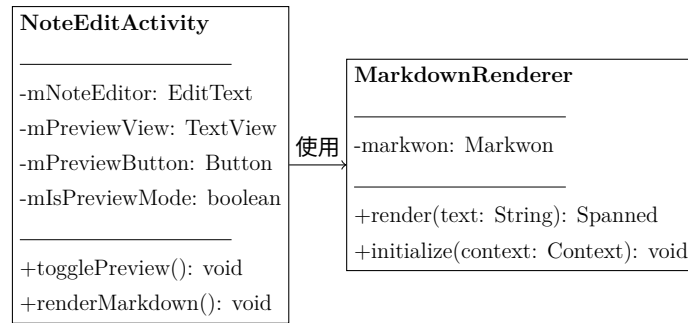 NoteEditActivity
-mNoteEditor: EditText
-mPreviewView: TextView
-mPreviewButton: Button
-mIsPreviewMode: boolean
+togglePreview(): void
+renderMarkdown(): void
使用
MarkdownRenderer
-markwon: Markwon
+render(text: String): Spanned
+initialize(context: Context): void